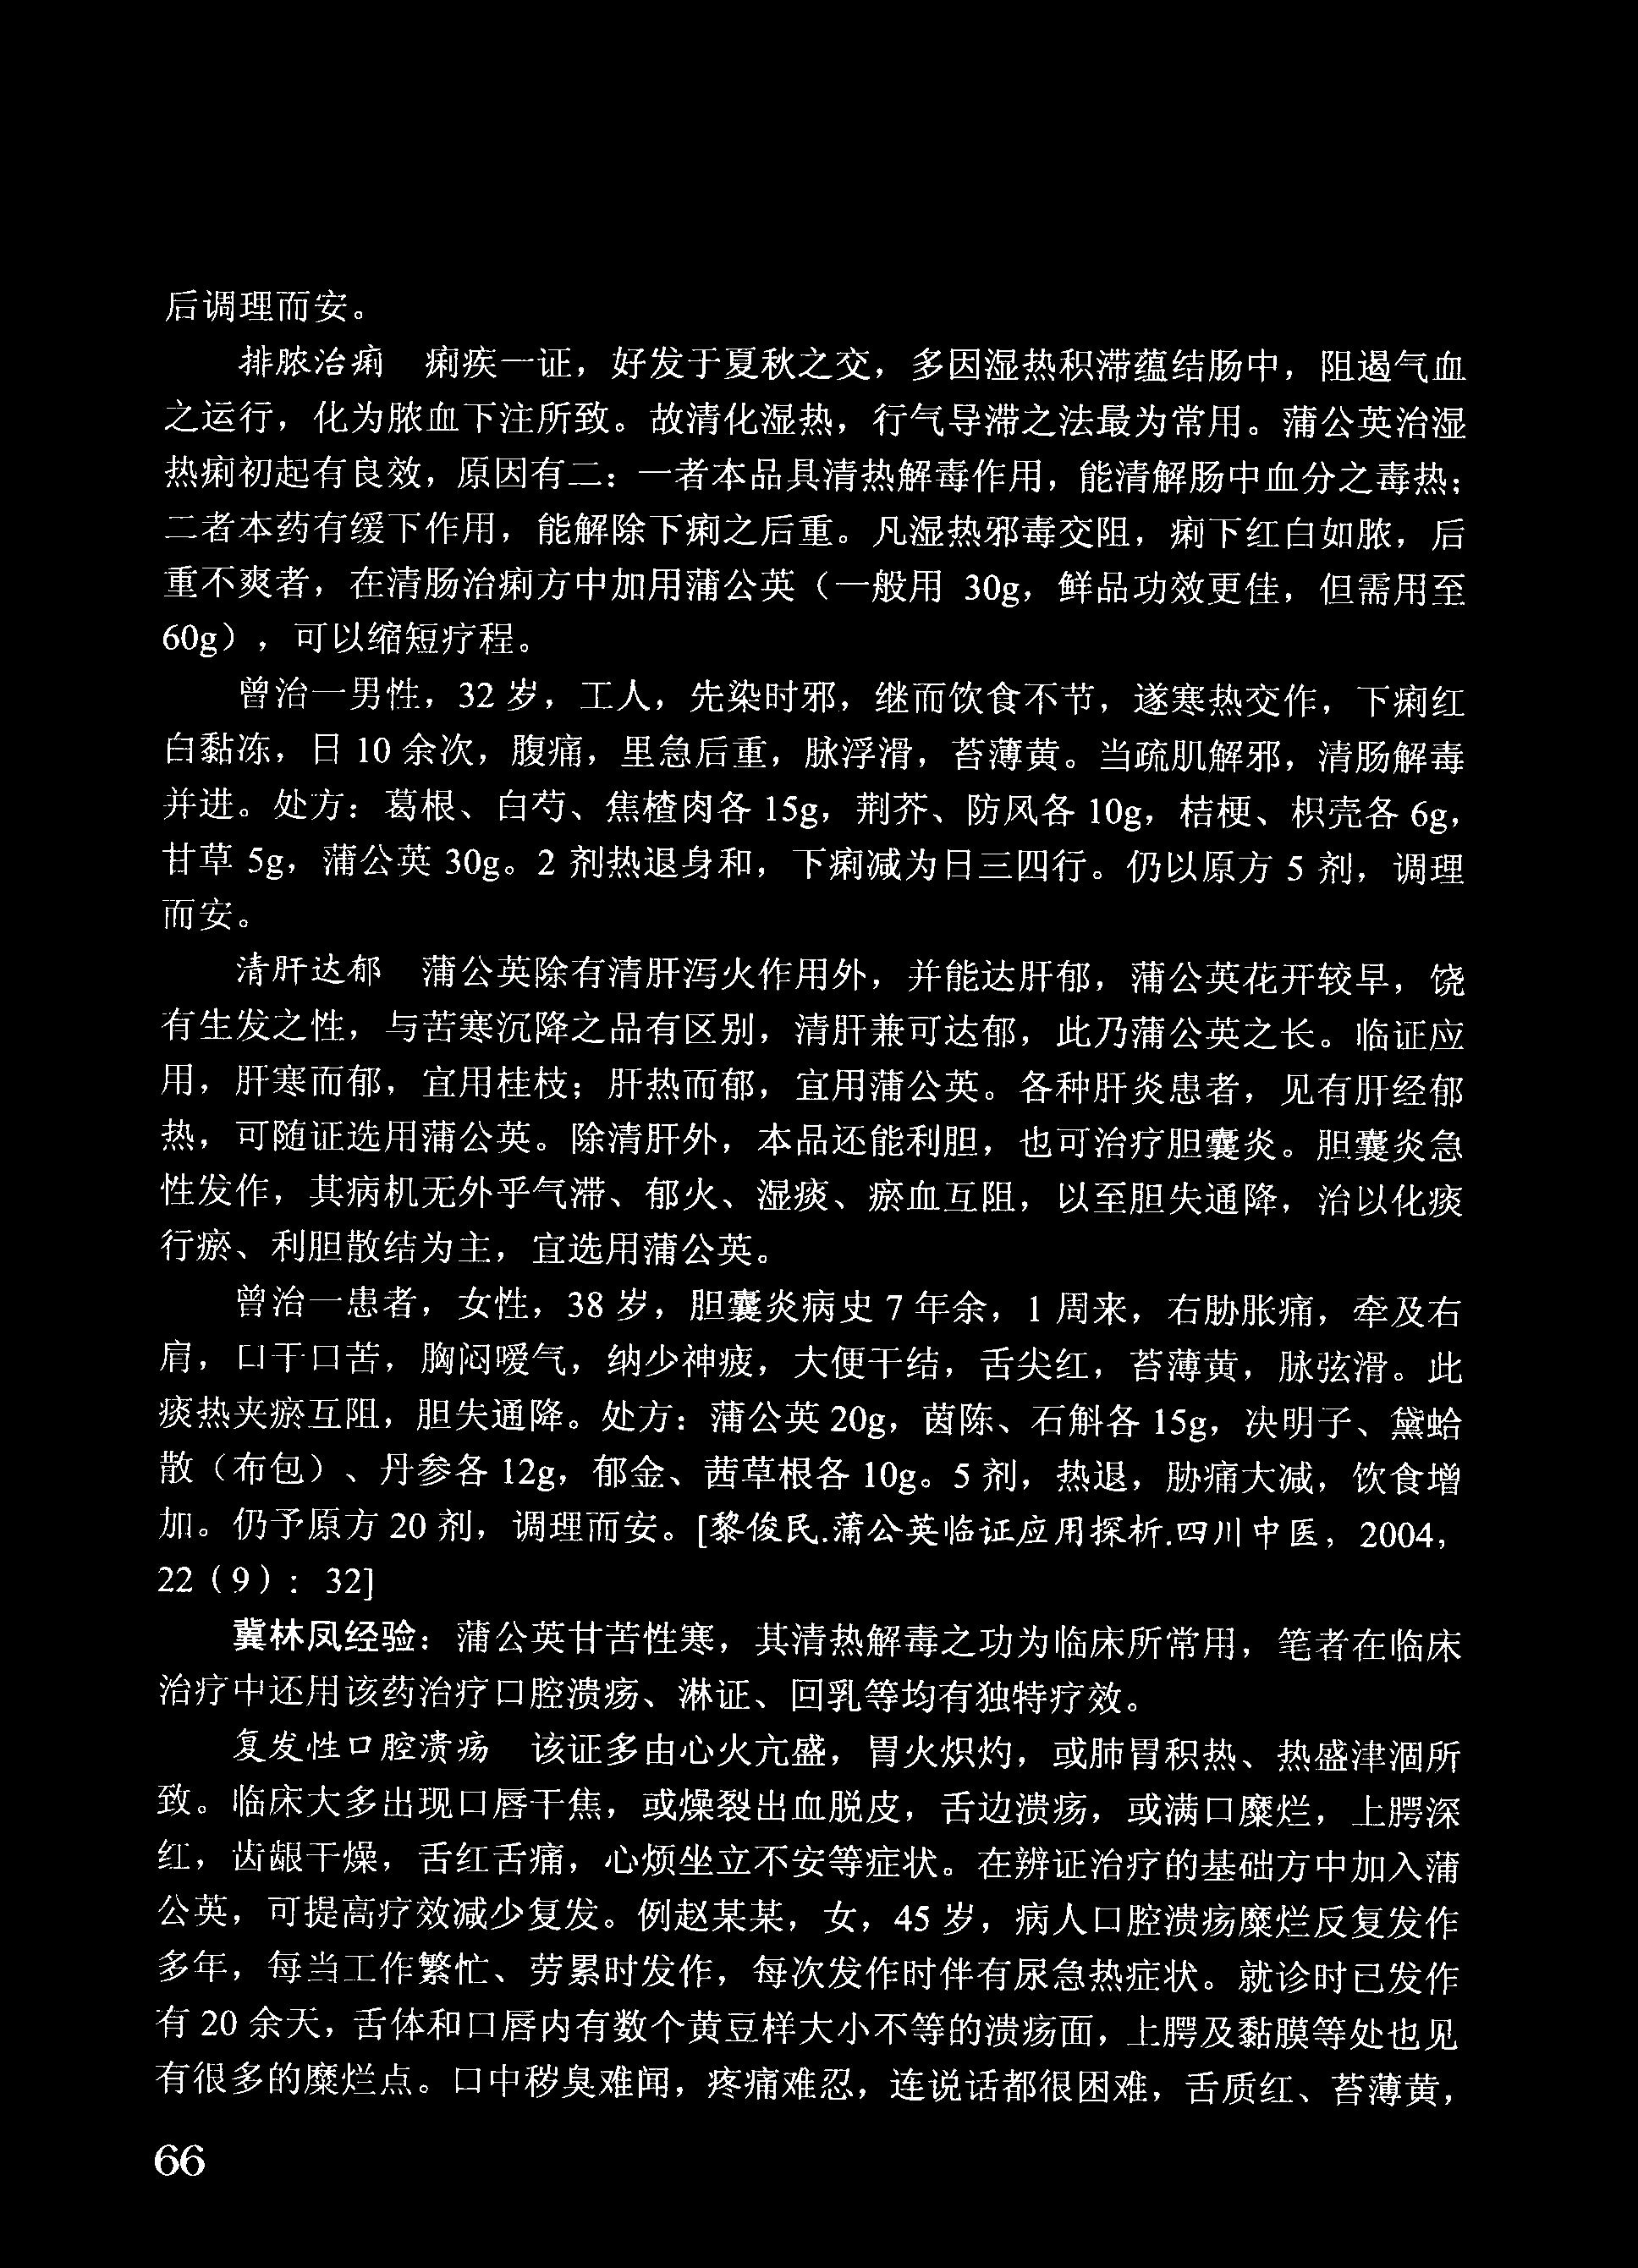 后调理而安。
排脓治痢　痢疾一证，好发于夏秋之交，多因湿热积滞蕴结肠中，阻遏气血
之运行，化为脓血下注所致。故清化湿热，行气导滞之法最为常用。蒲公英治湿
热痢初起有良效，原因有二：一者本品具清热解毒作用，能清解肠中血分之毒热；
二者本药有缓下作用，能解除下痢之后重。凡湿热邪毒交阻，痢下红白如脓，后
重不爽者，在清肠治痢方中加用蒲公英（一般用 30g，鲜品功效更佳，但需用至
60g），可以缩短疗程。
曾治一男性，32 岁，工人，先染时邪，继而饮食不节，遂寒热交作，下痢红
白黏冻，日 10 余次，腹痛，里急后重，脉浮滑，苔薄黄。当疏肌解邪，清肠解毒
并进。处方：葛根、白芍、焦楂肉各 15g，荆芥、防风各 10g，桔梗、枳壳各 6g，
甘草 5g，蒲公英 30g。2 剂热退身和，下痢减为日三四行。仍以原方 5 剂，调理
而安。
清肝达郁　蒲公英除有清肝泻火作用外，并能达肝郁，蒲公英花开较早，饶
有生发之性，与苦寒沉降之品有区别，清肝兼可达郁，此乃蒲公英之长。临证应
用，肝寒而郁，宜用桂枝；肝热而郁，宜用蒲公英。各种肝炎患者，见有肝经郁
热，可随证选用蒲公英。除清肝外，本品还能利胆，也可治疗胆囊炎。胆囊炎急
性发作，其病机无外乎气滞、郁火、湿痰、瘀血互阻，以至胆失通降，治以化痰
行瘀、利胆散结为主，宜选用蒲公英。
曾治一患者，女性，38 岁，胆囊炎病史 7 年余，1 周来，右胁胀痛，牵及右
肩，口干口苦，胸闷嗳气，纳少神疲，大便干结，舌尖红，苔薄黄，脉弦滑。此
痰热夹瘀互阻，胆失通降。处方：蒲公英 20g，茵陈、石斛各 15g，决明子、黛蛤
散（布包）、丹参各 12g，郁金、茜草根各 10g。5 剂，热退，胁痛大减，饮食增
加。仍予原方 20 剂，调理而安。[黎俊民.蒲公英临证应用探析.四川中医，2004，
22（9）：32]
冀林凤经验：蒲公英甘苦性寒，其清热解毒之功为临床所常用，笔者在临床
治疗中还用该药治疗口腔溃疡、淋证、回乳等均有独特疗效。
复发性口腔溃疡　该证多由心火亢盛，胃火炽灼，或肺胃积热、热盛津涸所
致。临床大多出现口唇干焦，或燥裂出血脱皮，舌边溃疡，或满口糜烂，上腭深
红，齿龈干燥，舌红舌痛，心烦坐立不安等症状。在辨证治疗的基础方中加入蒲
公英，可提高疗效减少复发。例赵某某，女，45 岁，病人口腔溃疡糜烂反复发作
多年，每当工作繁忙、劳累时发作，每次发作时伴有尿急热症状。就诊时已发作
有 20 余天，舌体和口唇内有数个黄豆样大小不等的溃疡面，上腭及黏膜等处也见
有很多的糜烂点。口中秽臭难闻，疼痛难忍，连说话都很困难，舌质红、苔薄黄，
66